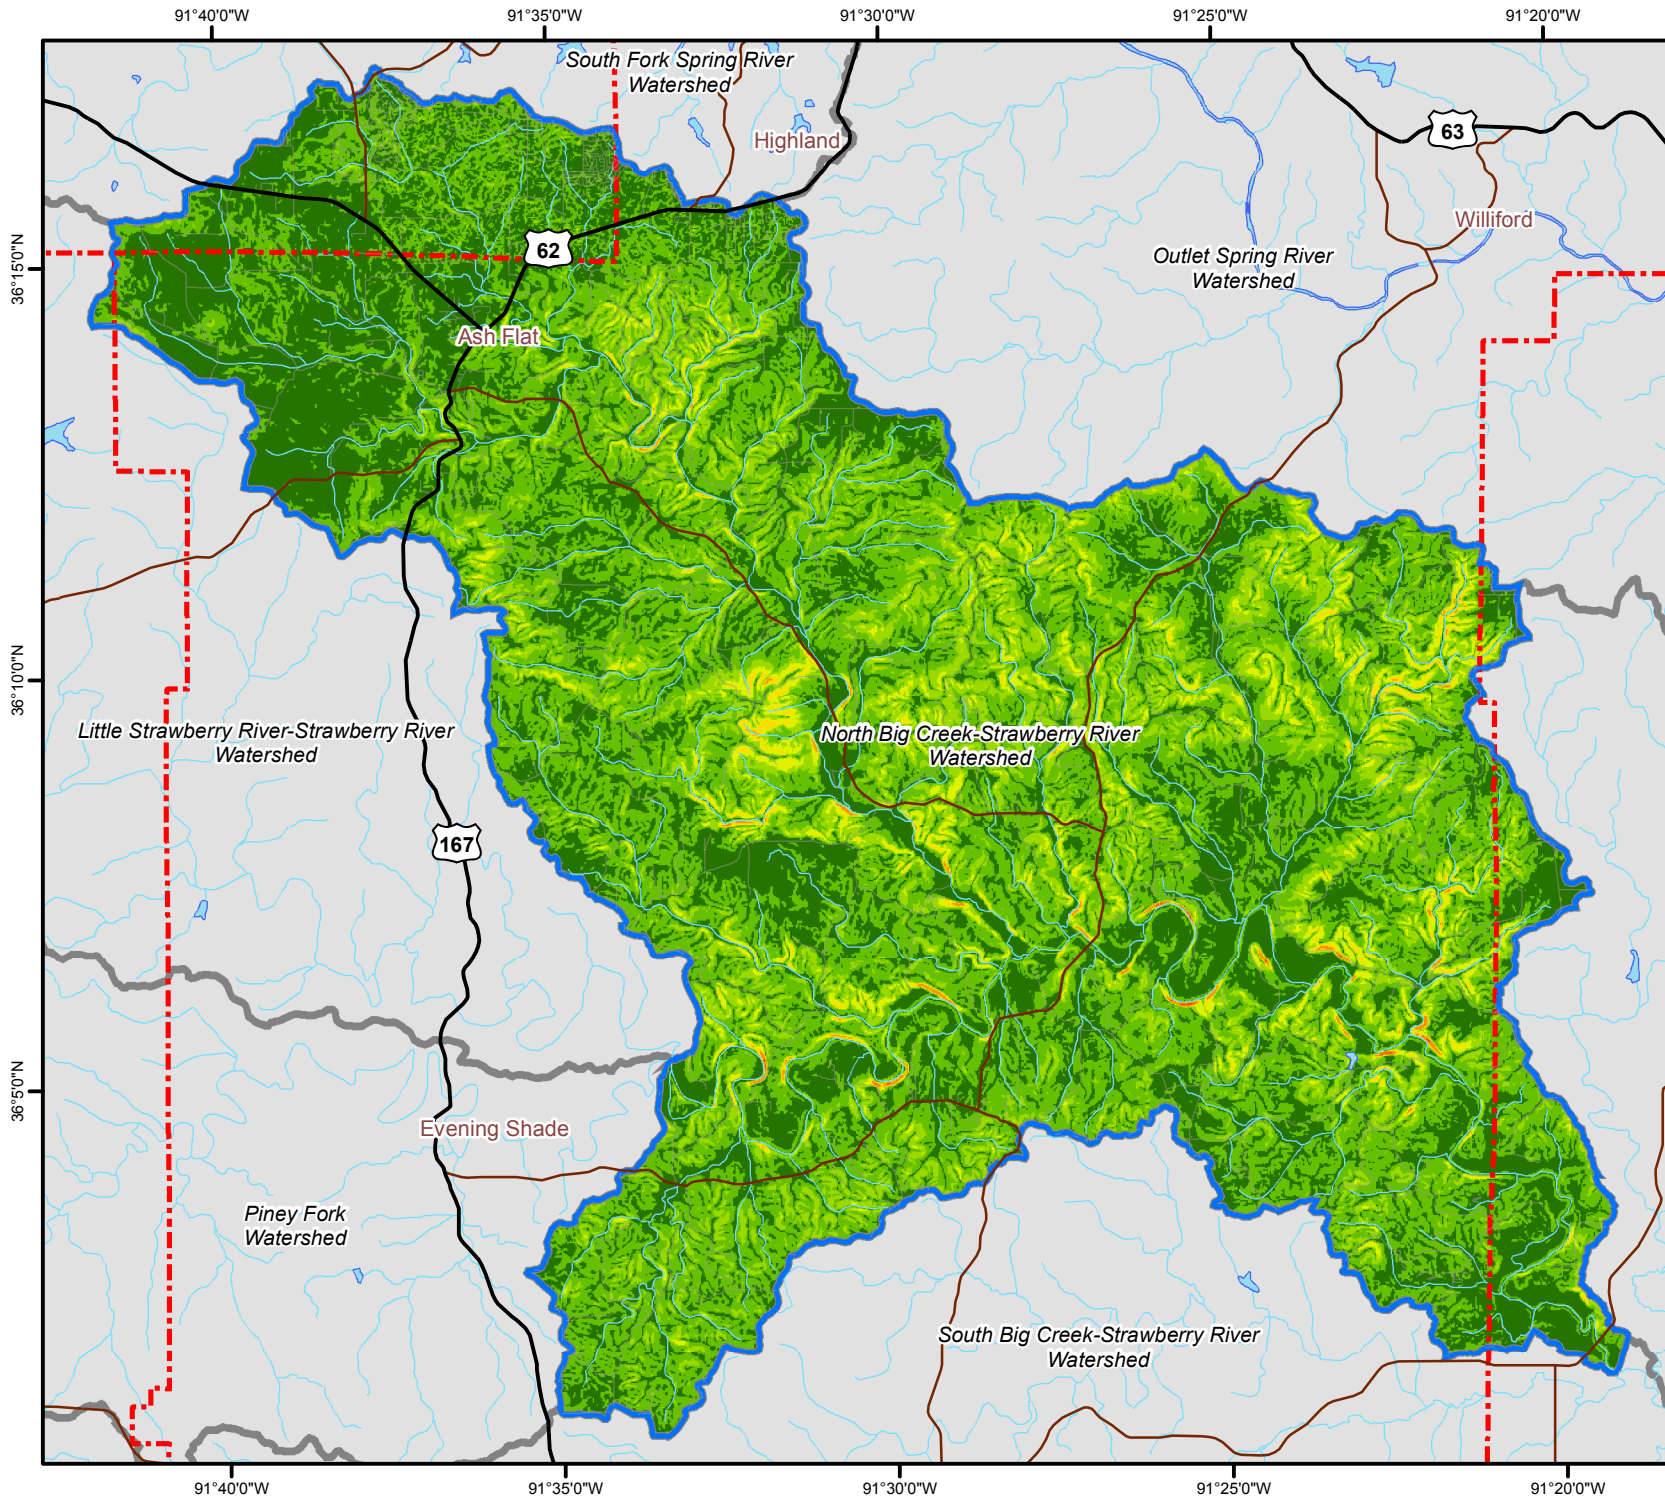 91°40'0"W
91°35'0"W
91°30'0"W
91°25'0"W
91°20'0"W
South Fork Spring River
Watershed
Highland
63
Williford
36°15'0"N
62
Outlet Spring River
Watershed
Ash Flat
36°10'0"N
Little Strawberry River-Strawberry River
Watershed
North Big Creek-Strawberry River
Watershed
167
36°5'0"N
Evening Shade
Piney Fork
Watershed
South Big Creek-Strawberry River
Watershed
91°40'0"W
91°35'0"W
91°30'0"W
91°25'0"W
91°20'0"W